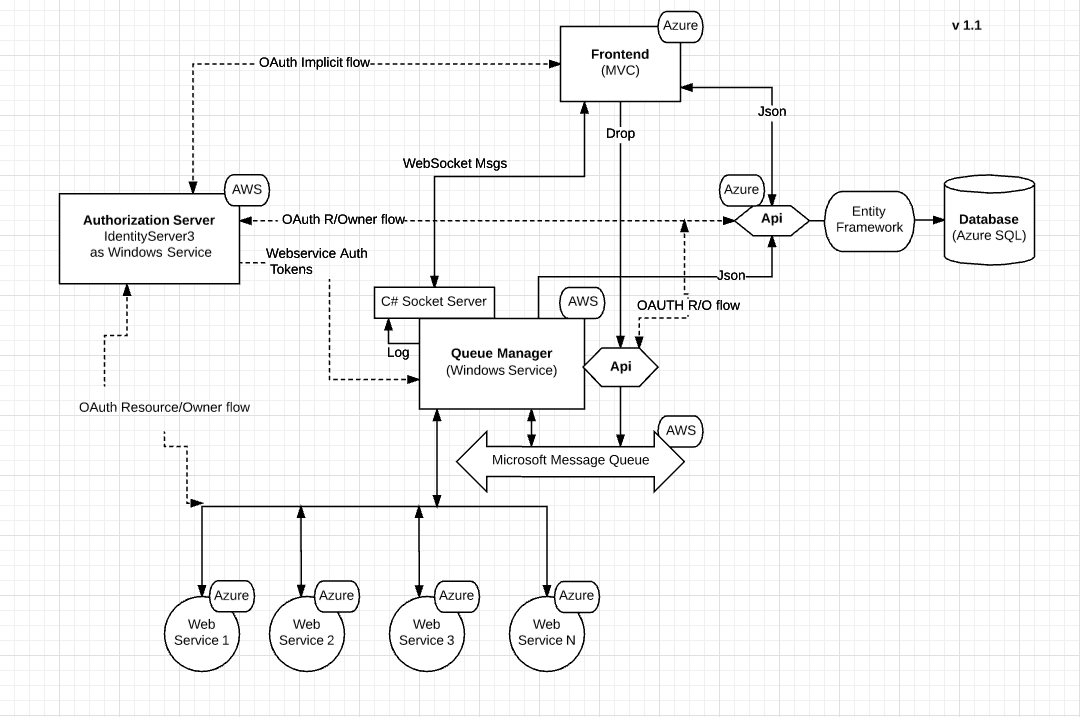 Azure
v 1.1
Frontend
(MVC)
OAuth Implicit flow
Json
Drop
WebSocket Msgs
AWS
Azure
Authorization Server
IdentityServer3
as Windows Service
OAuth R/Owner flow
Api
Entity
Framework
Database
(Azure SQL)
Webservice Auth
Tokens
Json
C# Socket Server
AWS
OAUTH R/O flow
Log
Queue Manager
(Windows Service)
Api
OAuth Resource/Owner flow
AWS
Microsoft Message Queue
Azure
Azure
Azure
Azure
Web
Service 1
Web
Service 2
Web
Service 3
Web
Service N